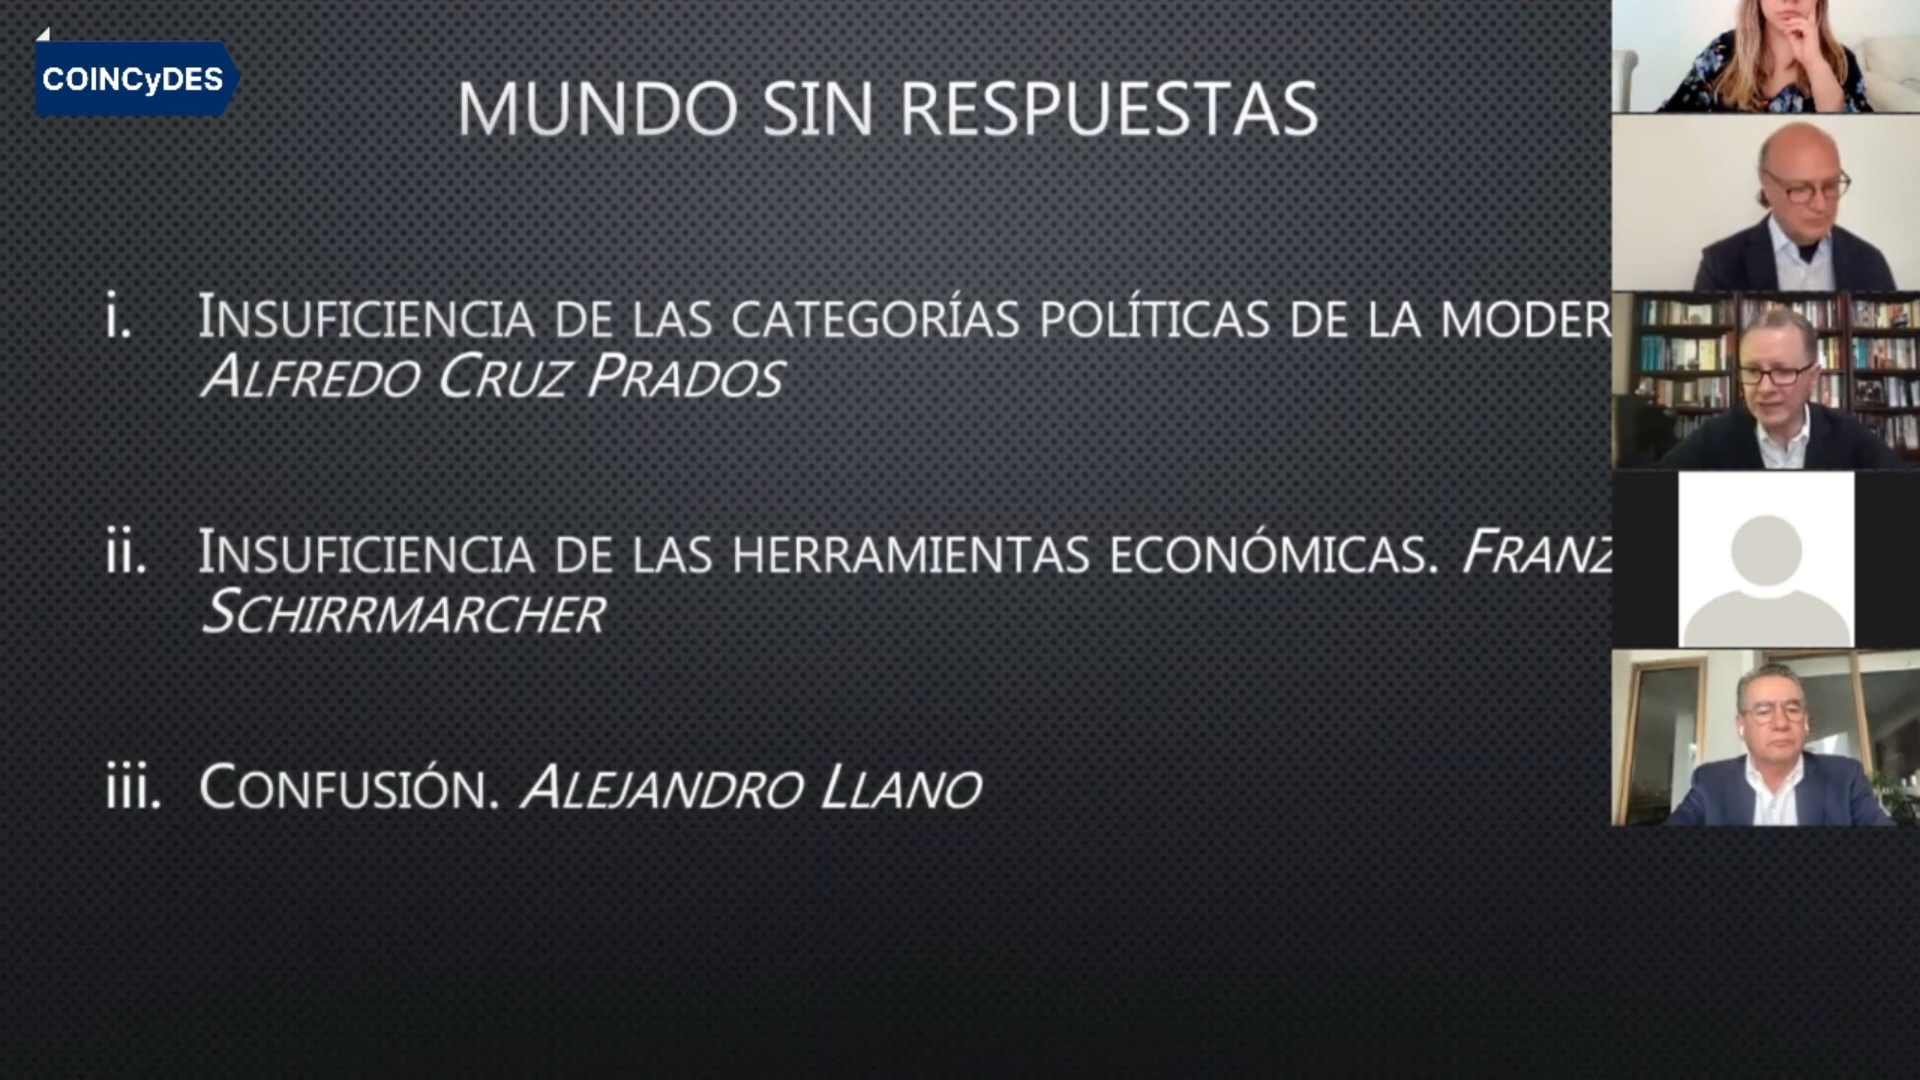 COINCyDES
MUNDO SIN RESPUESTAS
i. INSUFICIENCIA DE LAS CATEGORÍAS POLÍTICAS DE LA MODER
ALFREDO CRUZ PRADOS
ii. INSUFICIENCIA DE LAS HERRAMIENTAS ECONÓMICAS. FRANZ
SCHIRRMARCHER
iii. CONFUSIÓN. ALEJANDRO LLANO